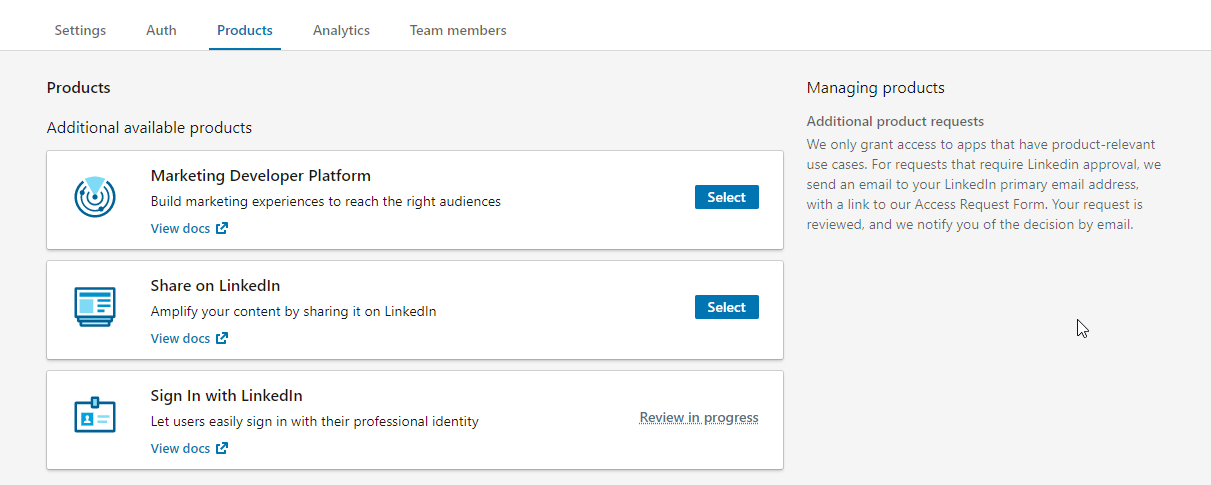 Settings Auth Products Analytics Team members
Products
Additional available products
Marketing Developer Platform
Build marketing experiences to reach the right audiences
View docs
Select
Share on LinkedIn
Amplify your content by sharing it on LinkedIn
View docs
Select
Sign In with LinkedIn
Let users easily sign in with their professional identity
View docs
Review in progress
Managing products
Additional product requests
We only grant access to apps that have product-relevant
use cases. For requests that require Linkedin approval, we
send an email to your LinkedIn primary email address,
with a link to our Access Request Form. Your request is
reviewed, and we notify you of the decision by email.